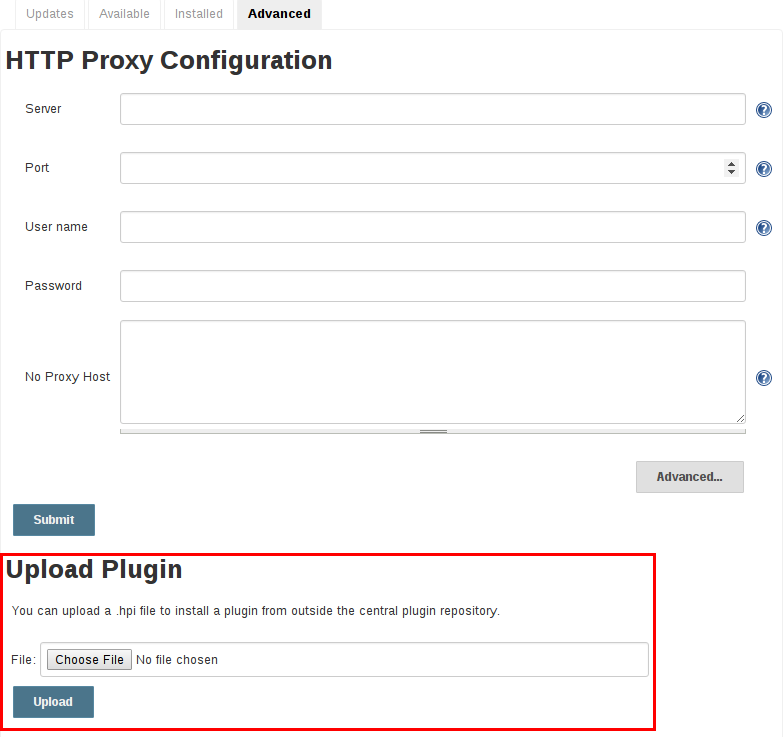 Updates Available Installed Advanced
HTTP Proxy Configuration
Server
Port
User name
Password
No Proxy Host
Advanced...
Submit
Upload Plugin
You can upload a .hpi file to install a plugin from outside the central plugin repository.
File: Choose File No file chosen
Upload